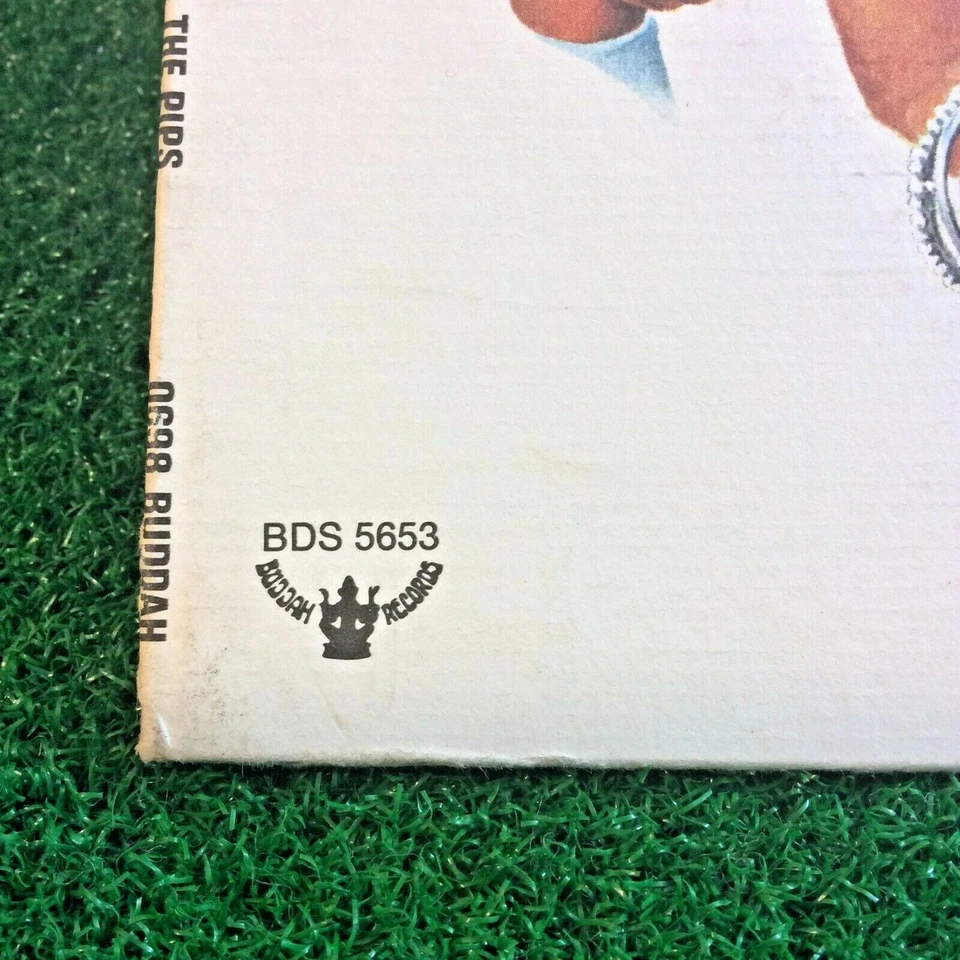 THE PIPS
0698 BUDDAH
BDS 5653
BUDDAH RECORDS